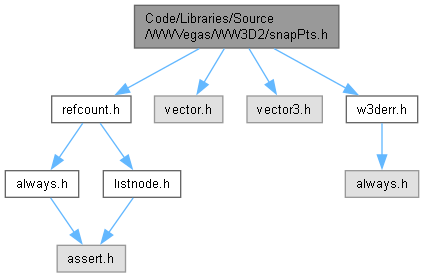 Code/Libraries/Source
/WWVegas/WW3D2/snapPts.h
refcount.h
vector.h
vector3.h
w3derr.h
always.h
listnode.h
always.h
assert.h